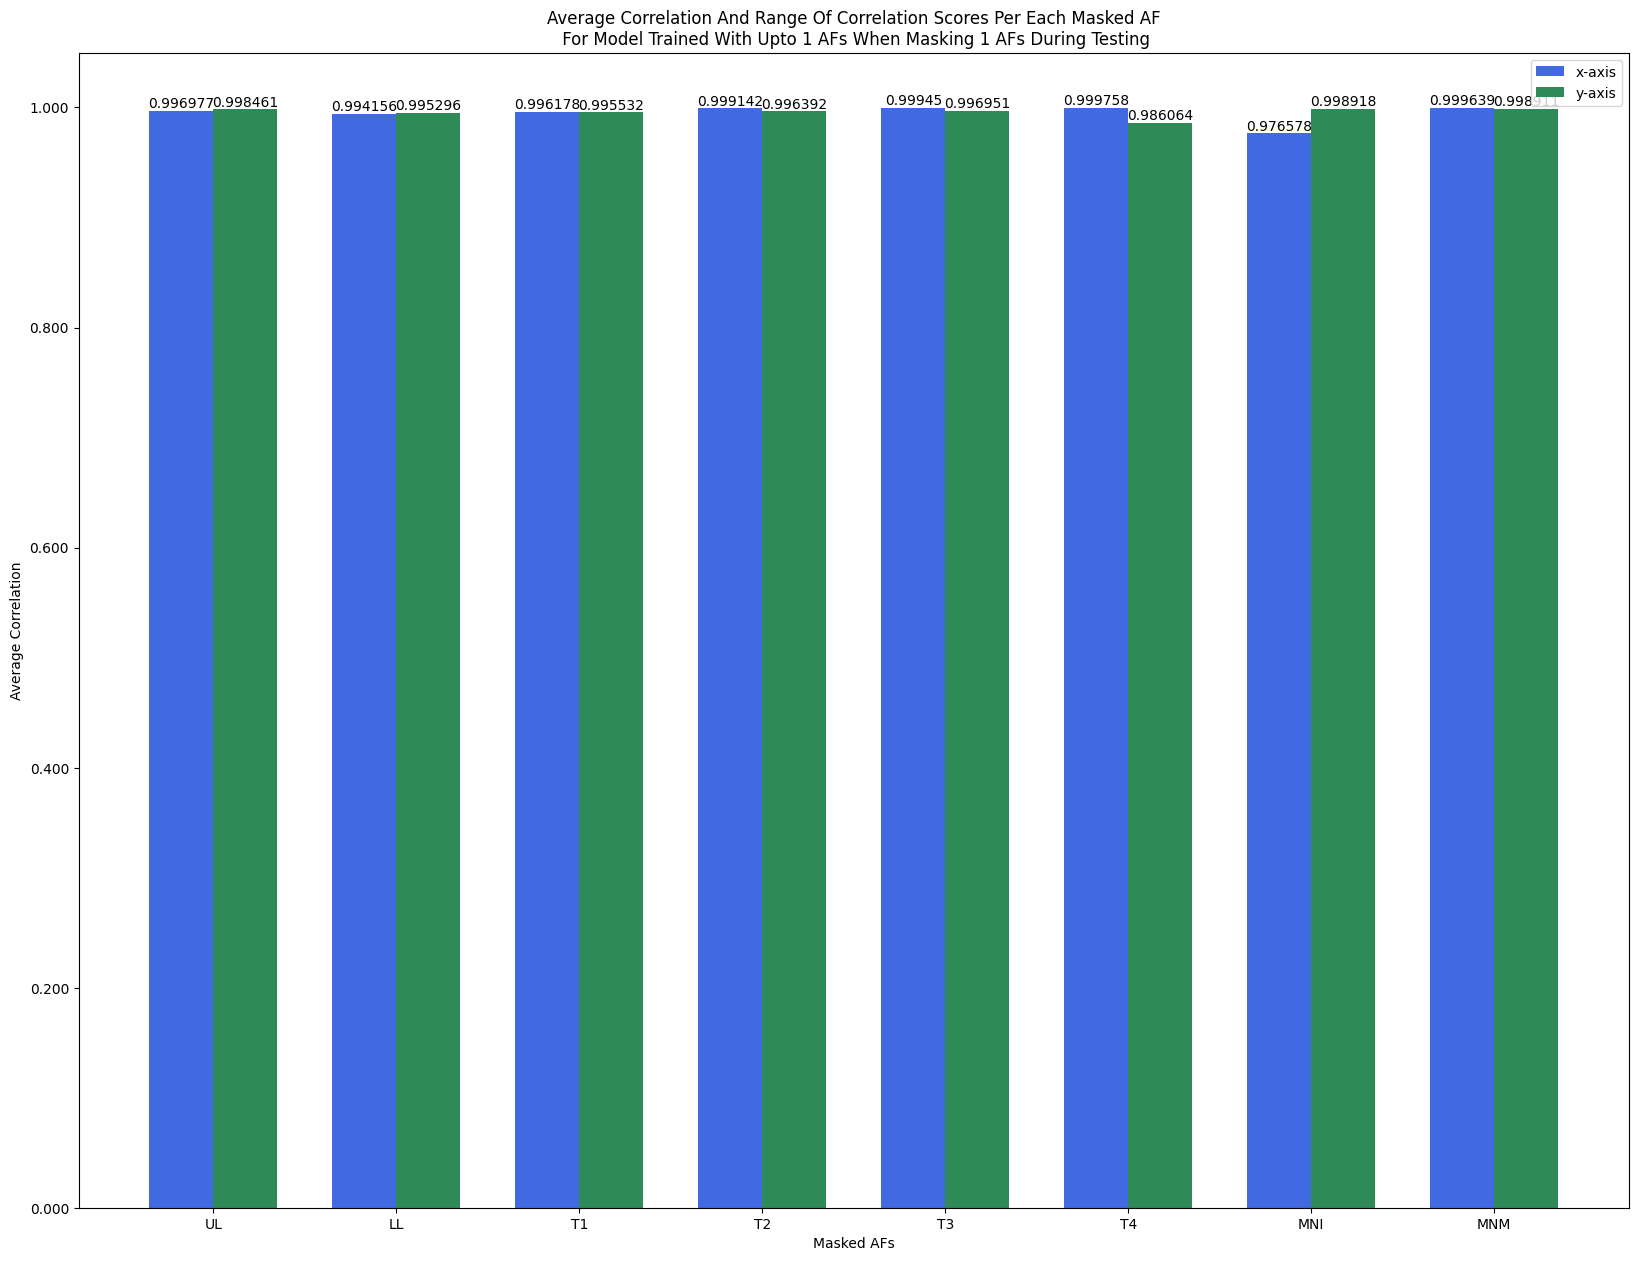 Average Correlation And Range Of Correlation Scores Per Each Masked AF
For Model Trained With Upto 1 AFs When Masking 1 AFs During Testing
x-axis
y-axis
0.996977
0.998461
0.994156
0.995296
0.996178
0.995532
0.999142
0.996392
0.99945
0.996951
0.999758
0.986064
0.976578
0.998918
0.999639
0.998911
1.000
0.800
0.600
0.400
0.200
0.000
Average Correlation
UL
LL
T1
T2
T3
T4
MNI
MNM
Masked AFs